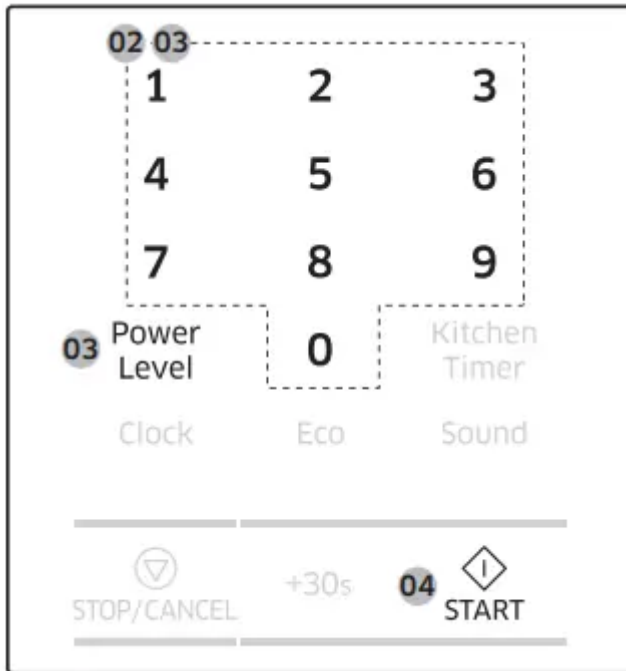 02 03
1 2 3
4 5 6
7 8 9
03 Power Level 0 Kitchen Timer
Clock Eco Sound
STOP/CANCEL +30s 04 START